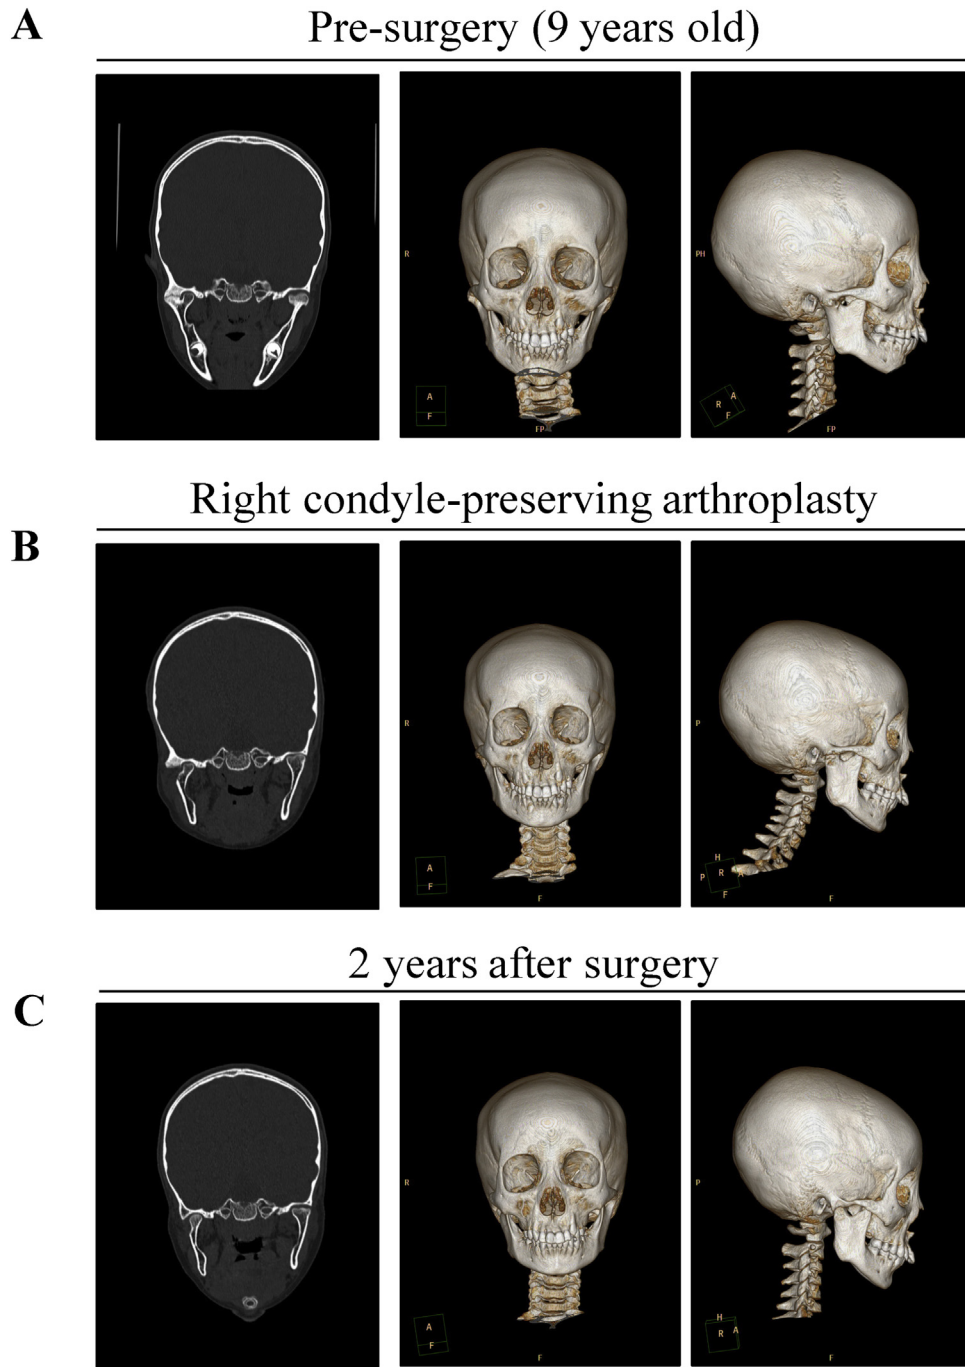 A
Pre-surgery (9 years old)
R
A
F
FP
PH
R
A
F
FP
Right condyle-preserving arthroplasty
B
R
A
F
F
P
H
P
R
A
F
F
2 years after surgery
C
R
A
F
F
P
H
R
A
F